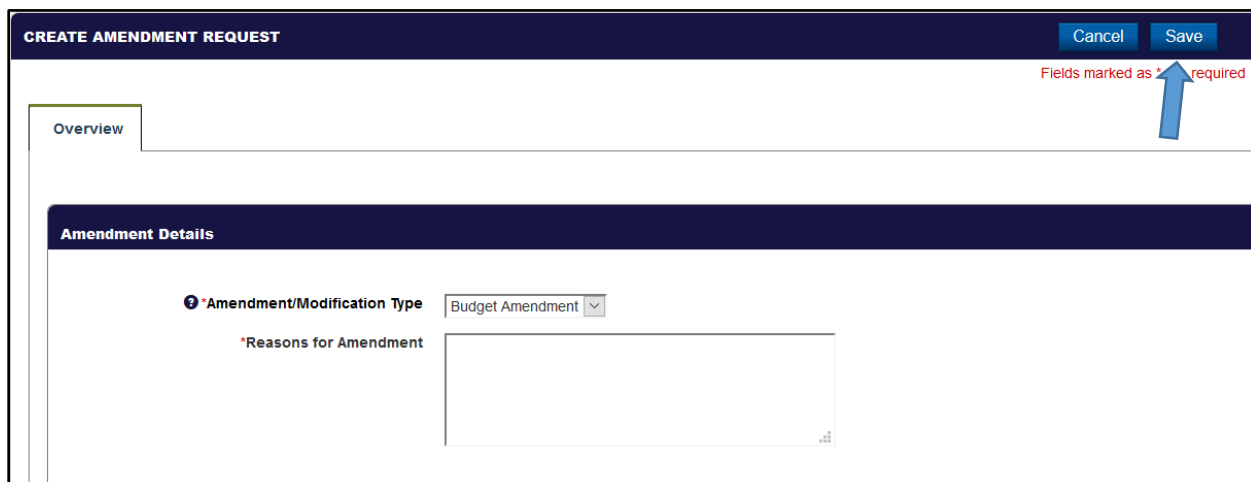 CREATE AMENDMENT REQUEST Cancel Save
Fields marked as * required
Overview
Amendment Details
*Amendment/Modification Type Budget Amendment
*Reasons for Amendment